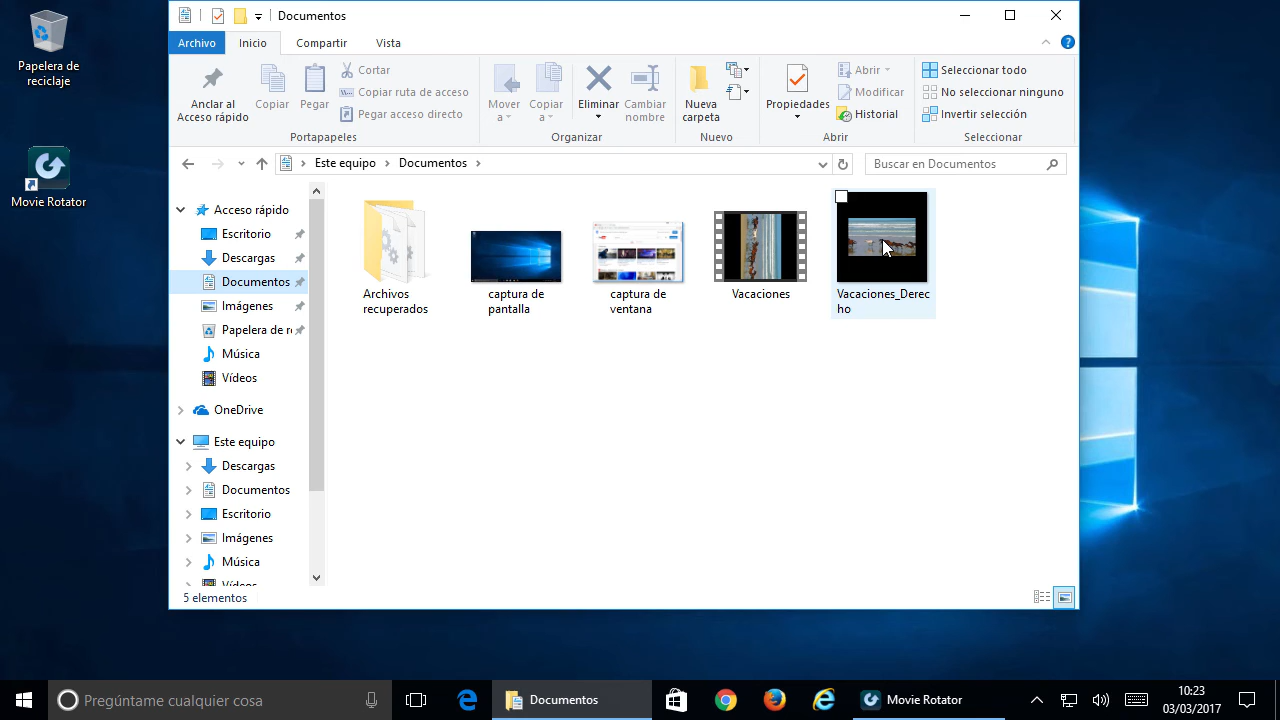 Documentos
Archivo
Inicio
Compartir
Vista
Anclar al
Acceso rápido
Copiar
Pegar
Cortar
Copiar ruta de acceso
Pegar acceso directo
Portapapeles
Mover
a
Copiar
a
Eliminar
Cambiar
nombre
Organizar
Nueva
carpeta
Nuevo
Propiedades
Abrir
Modificar
Historial
Abrir
Seleccionar todo
No seleccionar ninguno
Invertir selección
Seleccionar
Este equipo
Documentos
Buscar en Documentos
Papelera de
reciclaje
Movie Rotator
Acceso rápido
Escritorio
Descargas
Documentos
Imágenes
Papelera de r
Música
Vídeos
OneDrive
Este equipo
Descargas
Documentos
Escritorio
Imágenes
Música
Vídeos
Archivos
recuperados
captura de
pantalla
captura de
ventana
Vacaciones
Vacaciones_Derec
ho
5 elementos
Pregúntame cualquier cosa
Documentos
Movie Rotator
10:23
03/03/2017